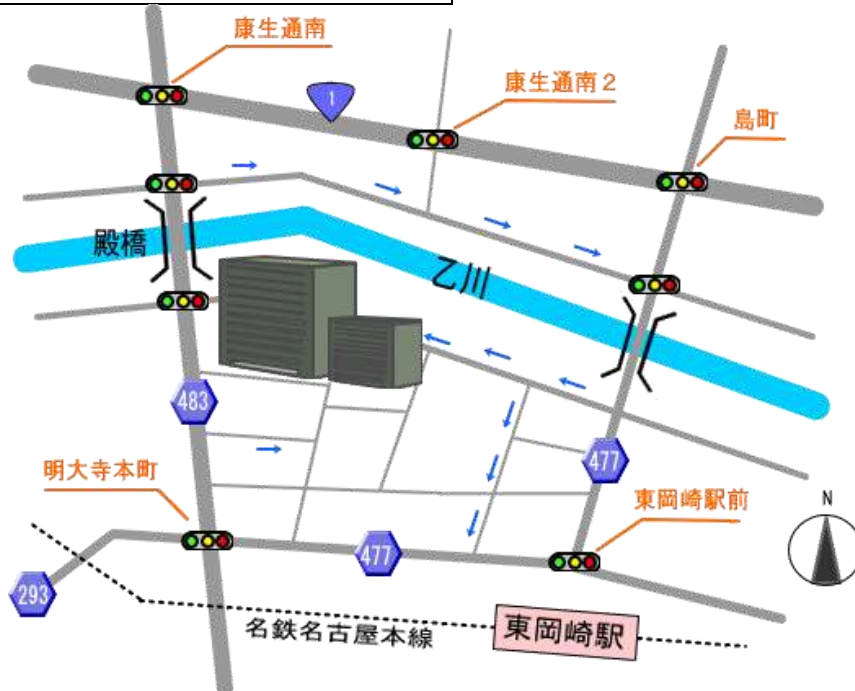 康生通南
1
康生通南2
島町
殿橋
乙川
483
明大寺本町
477
東岡崎駅前
N
477
293
名鉄名古屋本線
東岡崎駅